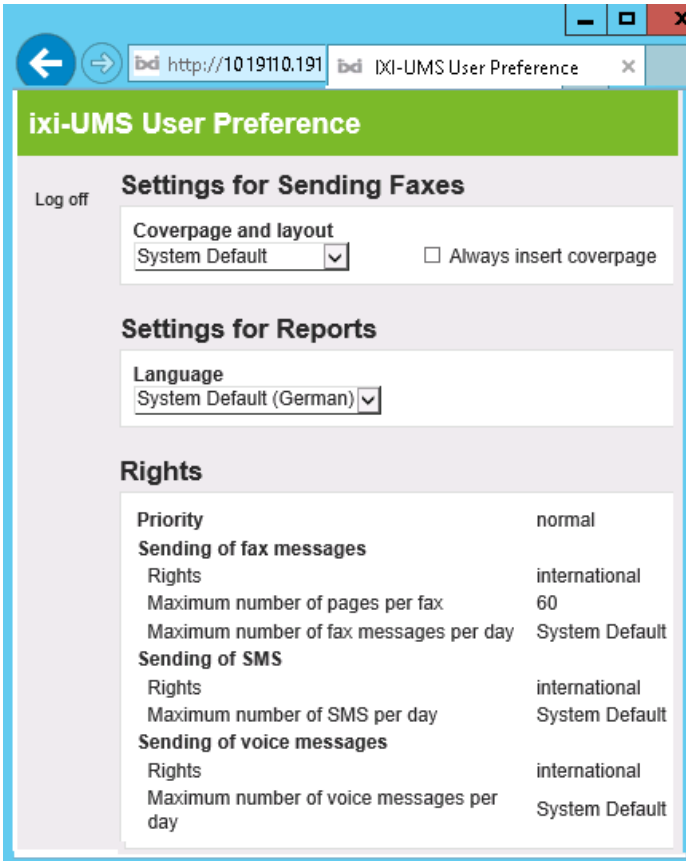 http://1019110.191
IXI-UMS User Preference
ixi-UMS User Preference
Log off
Settings for Sending Faxes
Coverpage and layout
System Default
Always insert coverpage
Settings for Reports
Language
System Default (German)
Rights
Priority normal
Sending of fax messages
Rights international
Maximum number of pages per fax 60
Maximum number of fax messages per day System Default
Sending of SMS
Rights international
Maximum number of SMS per day System Default
Sending of voice messages
Rights international
Maximum number of voice messages per
day System Default